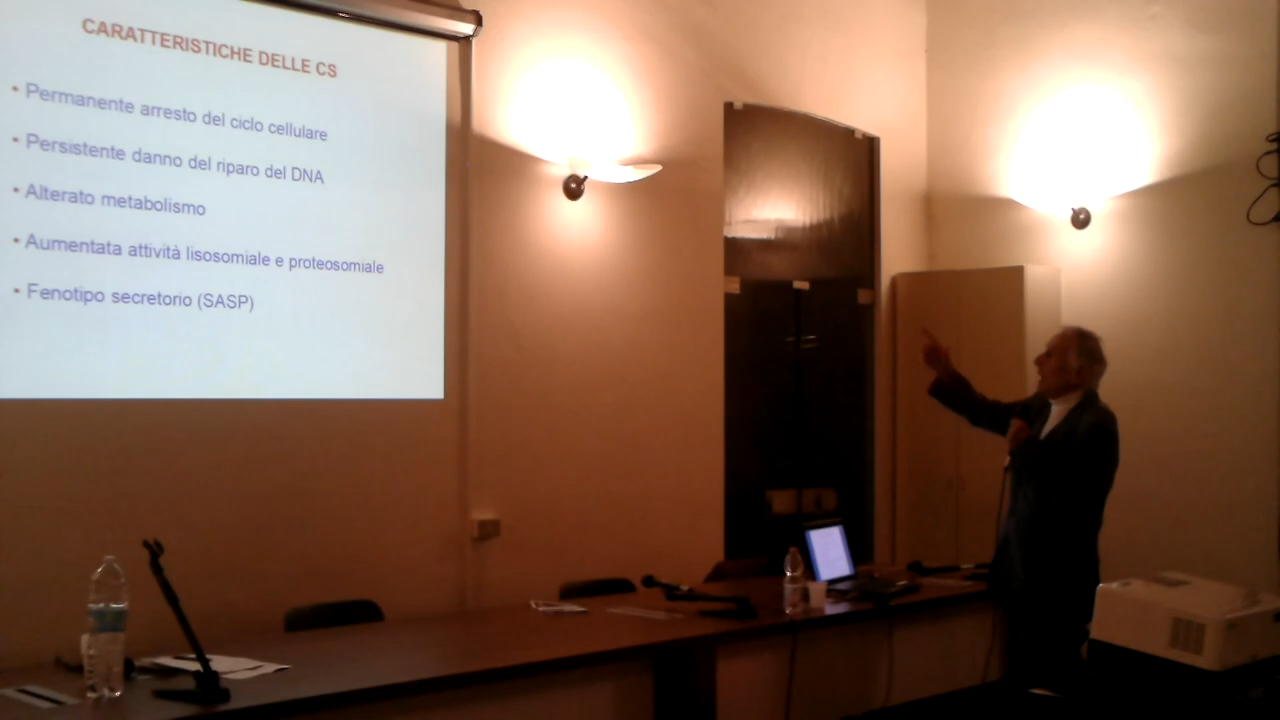 CARATTERISTICHE DELLE CS
• Permanente arresto del ciclo cellulare
• Persistente danno del riparo del DNA
• Alterato metabolismo
• Aumentata attività lisosomiale e proteosomiale
• Fenotipo secretorio (SASP)